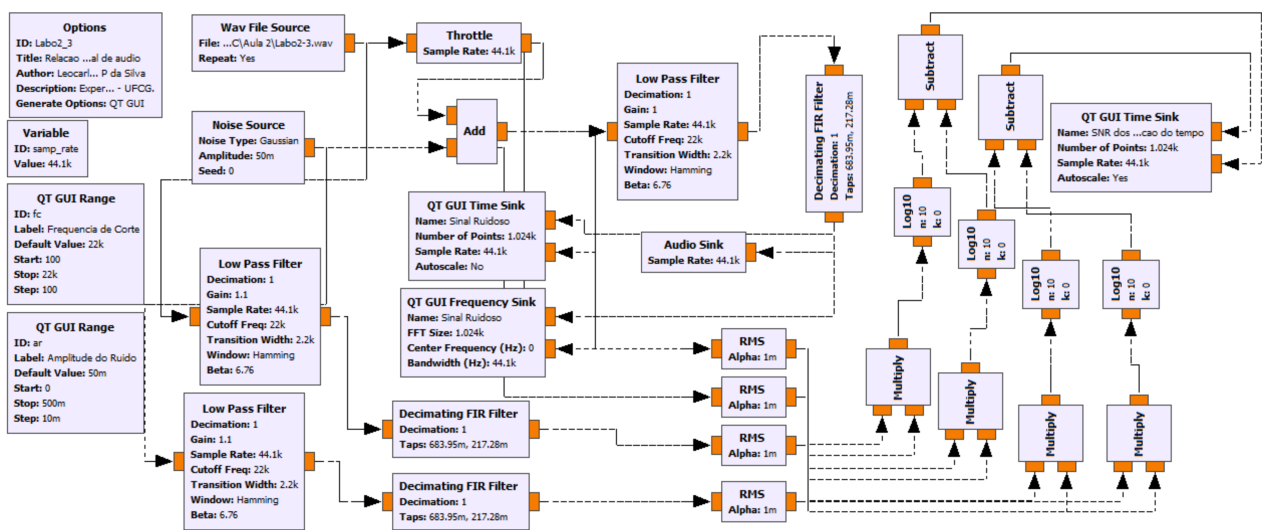 Options
ID: Labo2_3
Title: Relacao ...al de audio
Author: Leocarl... P da Silva
Description: Exper... - UFCG.
Generate Options: QT GUI
Variable
ID: samp_rate
Value: 44.1k
QT GUI Range
ID: fc
Label: Frequencia de Corte
Default Value: 22k
Start: 100
Stop: 22k
Step: 100
QT GUI Range
ID: ar
Label: Amplitude do Ruido
Default Value: 50m
Start: 0
Stop: 500m
Step: 10m
Wav File Source
File: ...C\Aula 2\Labo2-3.wav
Repeat: Yes
Noise Source
Noise Type: Gaussian
Amplitude: 50m
Seed: 0
Low Pass Filter
Decimation: 1
Gain: 1.1
Sample Rate: 44.1k
Cutoff Freq: 22k
Transition Width: 2.2k
Window: Hamming
Beta: 6.76
Low Pass Filter
Decimation: 1
Gain: 1.1
Sample Rate: 44.1k
Cutoff Freq: 22k
Transition Width: 2.2k
Window: Hamming
Beta: 6.76
Throttle
Sample Rate: 44.1k
Add
QT GUI Time Sink
Name: Sinal Ruidoso
Number of Points: 1.024k
Sample Rate: 44.1k
Autoscale: No
QT GUI Frequency Sink
Name: Sinal Ruidoso
FFT Size: 1.024k
Center Frequency (Hz): 0
Bandwidth (Hz): 44.1k
Decimating FIR Filter
Decimation: 1
Taps: 683.95m, 217.28m
Decimating FIR Filter
Decimation: 1
Taps: 683.95m, 217.28m
Low Pass Filter
Decimation: 1
Gain: 1
Sample Rate: 44.1k
Cutoff Freq: 22k
Transition Width: 2.2k
Window: Hamming
Beta: 6.76
Audio Sink
Sample Rate: 44.1k
RMS
Alpha: 1m
RMS
Alpha: 1m
RMS
Alpha: 1m
RMS
Alpha: 1m
Decimating FIR Filter
Decimation: 1
Taps: 683.95m, 217.28m
Subtract
Subtract
QT GUI Time Sink
Name: SNR dos ...cao do tempo
Number of Points: 1.024k
Sample Rate: 44.1k
Autoscale: Yes
Log10
n: 10
k: 0
Log10
n: 10
k: 0
Log10
n: 10
k: 0
Log10
n: 10
k: 0
Multiply
Multiply
Multiply
Multiply